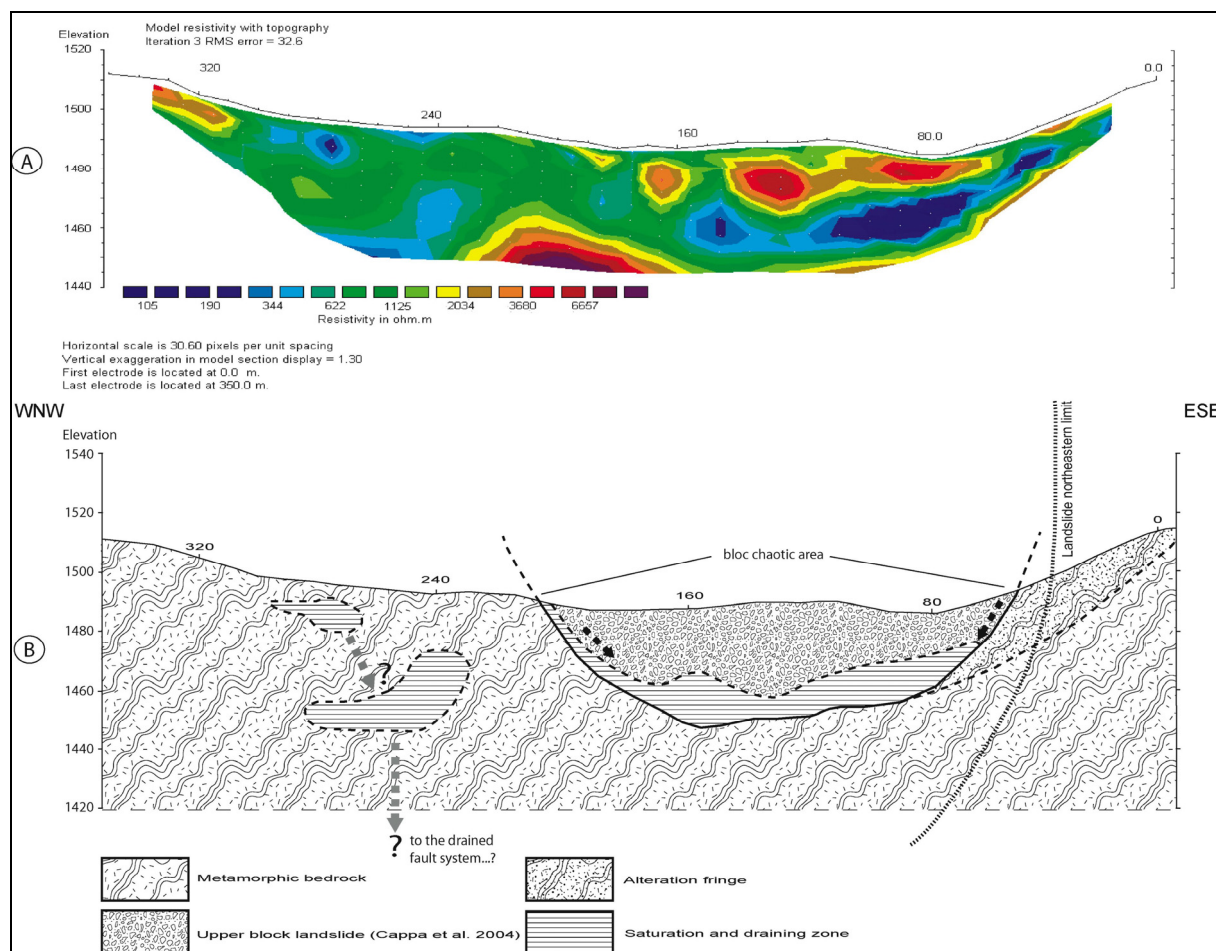 Model resistivity with topography
Elevation
Iteration 3 RMS error = 32.6
1520
320
0.0
1500
240
160
80.0
A
1480
1460
1440
105 190 344 622 1125 2034 3680 6657
Resistivity in ohm.m
Horizontal scale is 30.60 pixels per unit spacing
Vertical exaggeration in model section display = 1.30
First electrode is located at 0.0 m.
Last electrode is located at 350.0 m.
WNW
ESE
Elevation
Landslide northeastern limit
1540
1520
0
bloc chaotic area
320
1500
240
160
80
1480
B
?
1460
1440
1420
? to the drained
fault system...?
Metamorphic bedrock
Alteration fringe
Upper block landslide (Cappa et al. 2004)
Saturation and draining zone